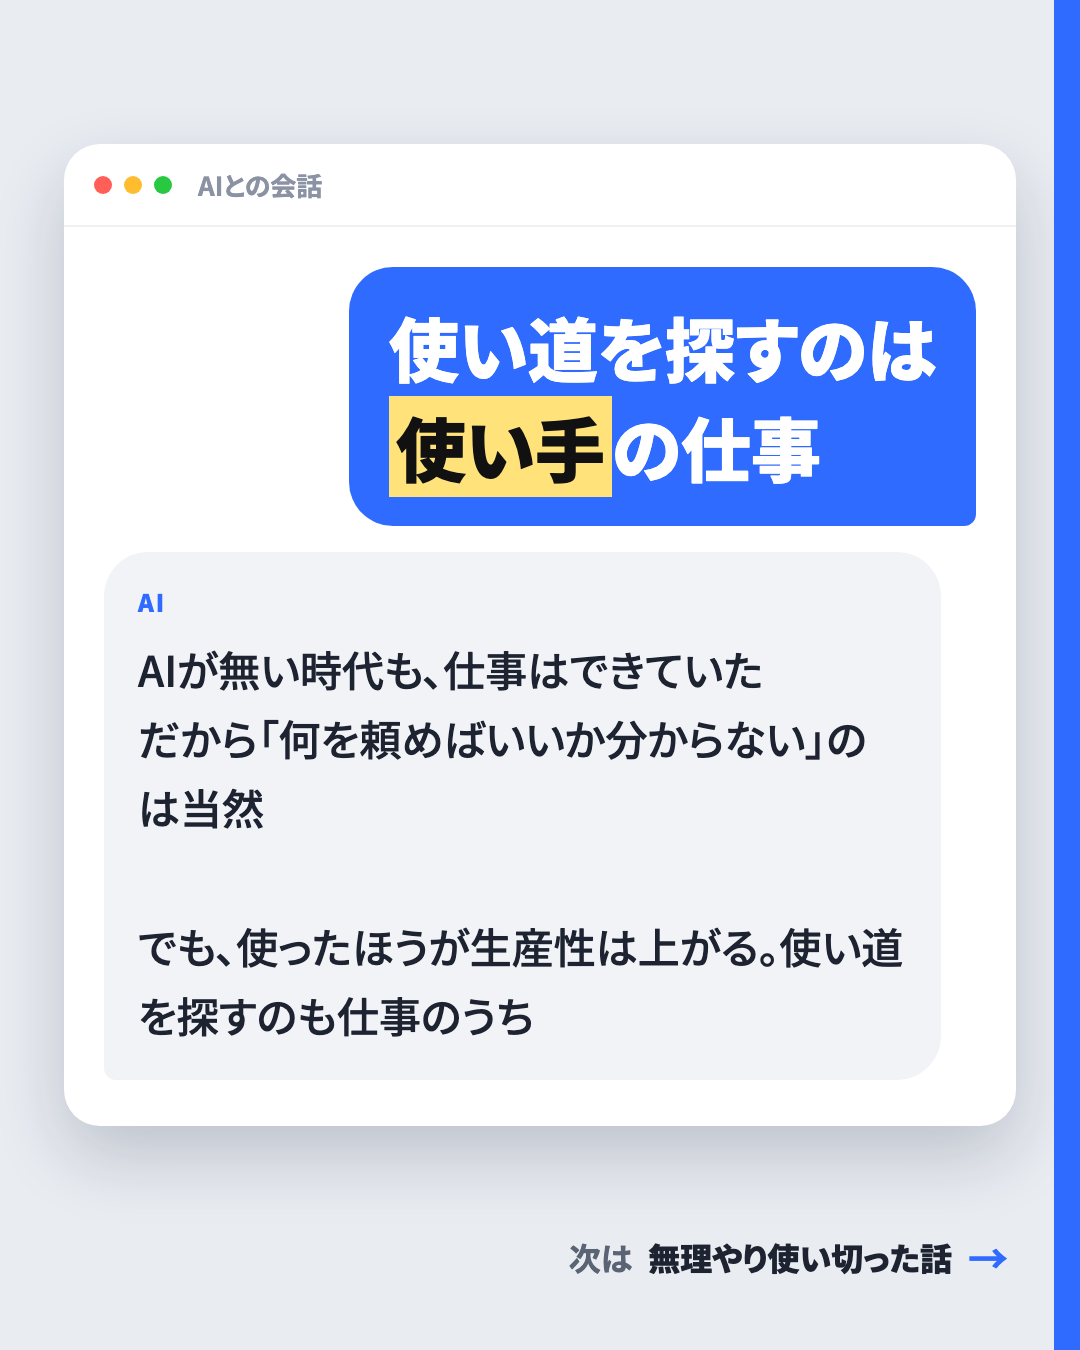 AIとの会話
使い道を探すのは
使い手の仕事
AI
AIが無い時代も、仕事はできていた
だから「何を頼めばいいか分からない」の
は当然
でも、使ったほうが生産性は上がる。使い道
を探すのも仕事のうち
次は 無理やり使い切った話 →